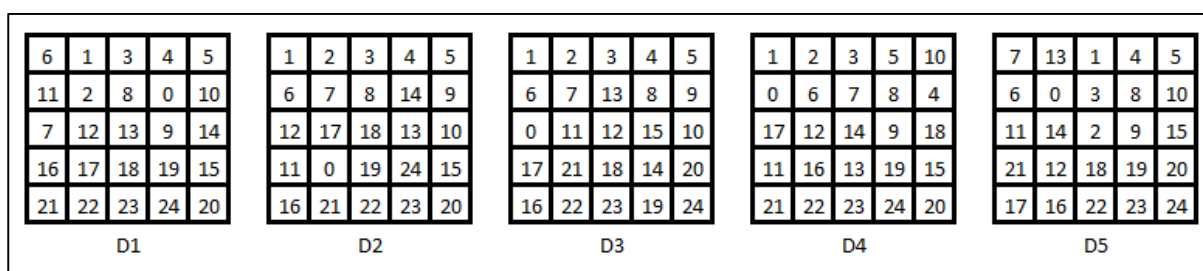 6 1 3 4 5 1 2 3 4 5 1 2 3 4 5 1 2 3 5 10 7 13 1 4 5
11 2 8 0 10 6 7 8 14 9 6 7 13 8 9 0 6 7 8 4 6 0 3 8 10
7 12 13 9 14 12 17 18 13 10 0 11 12 15 10 17 12 14 9 18 11 14 2 9 15
16 17 18 19 15 11 0 19 24 15 17 21 18 14 20 11 16 13 19 15 21 12 18 19 20
21 22 23 24 20 16 21 22 23 20 16 22 23 19 24 21 22 23 24 20 17 16 22 23 24
D1 D2 D3 D4 D5